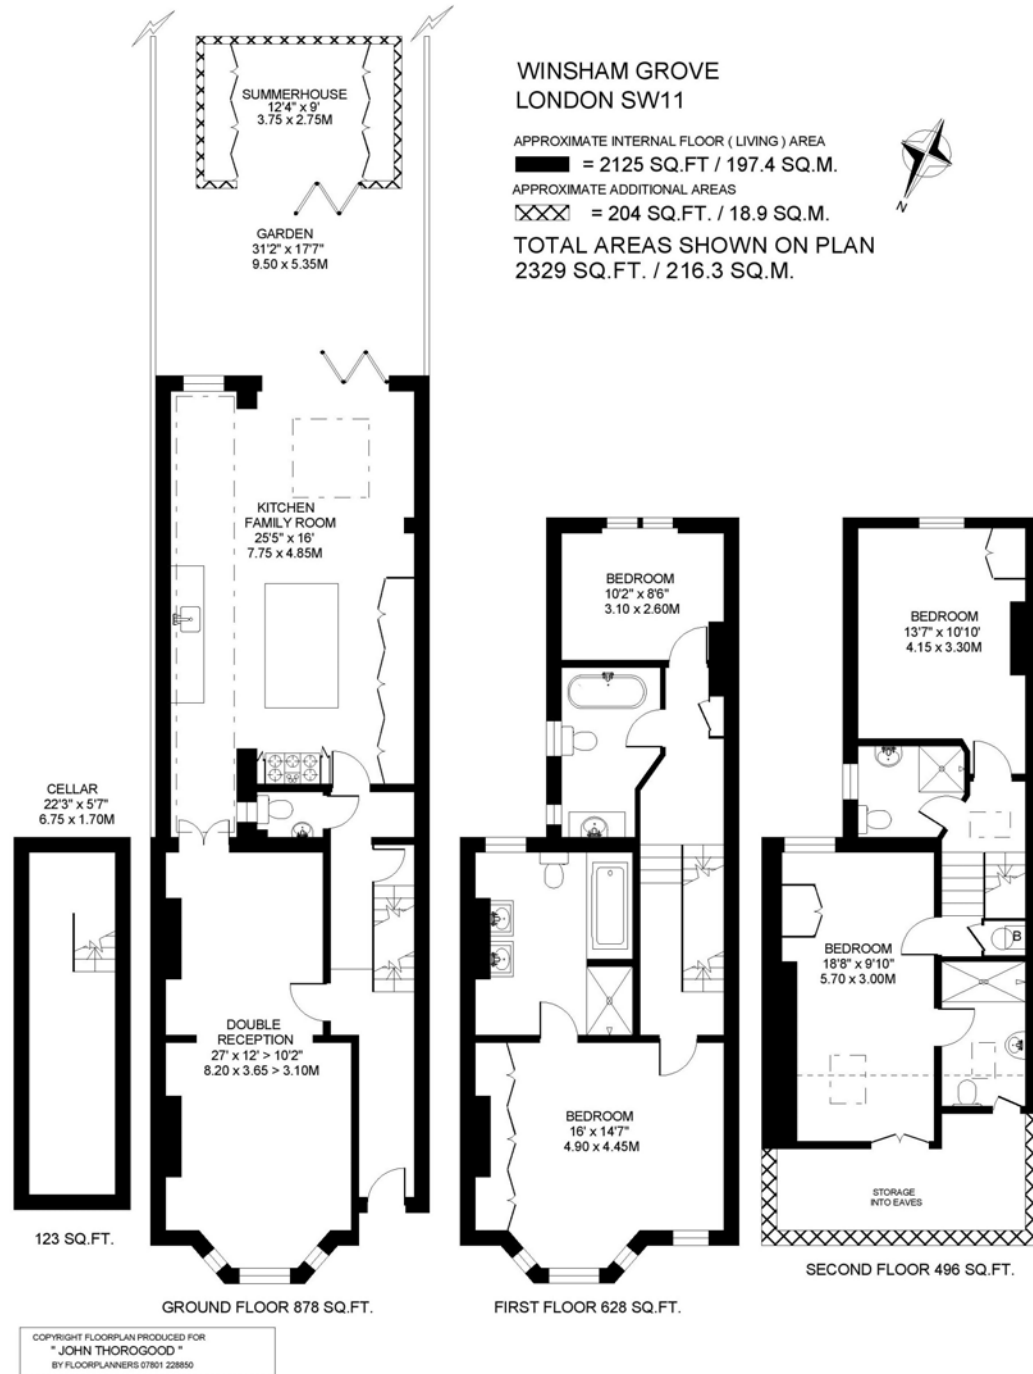 WINSHAM GROVE
LONDON SW11
APPROXIMATE INTERNAL FLOOR ( LIVING ) AREA
= 2125 SQ.FT / 197.4 SQ.M.
APPROXIMATE ADDITIONAL AREAS
= 204 SQ.FT. / 18.9 SQ.M.
TOTAL AREAS SHOWN ON PLAN
2329 SQ.FT. / 216.3 SQ.M.
N
SUMMERHOUSE
12'4" x 9'
3.75 x 2.75M
GARDEN
31'2" x 17'7"
9.50 x 5.35M
KITCHEN
FAMILY ROOM
25'5" x 16'
7.75 x 4.85M
CELLAR
22'3" x 5'7"
6.75 x 1.70M
123 SQ.FT.
DOUBLE
RECEPTION
27' x 12' > 10'2"
8.20 x 3.65 > 3.10M
GROUND FLOOR 878 SQ.FT.
BEDROOM
10'2" x 8'6"
3.10 x 2.60M
BEDROOM
16' x 14'7"
4.90 x 4.45M
FIRST FLOOR 628 SQ.FT.
BEDROOM
13'7" x 10'10'
4.15 x 3.30M
BEDROOM
18'8" x 9'10"
5.70 x 3.00M
B
STORAGE
INTO EAVES
SECOND FLOOR 496 SQ.FT.
COPYRIGHT FLOORPLAN PRODUCED FOR
" JOHN THOROGOOD "
BY FLOORPLANNERS 07801 228850